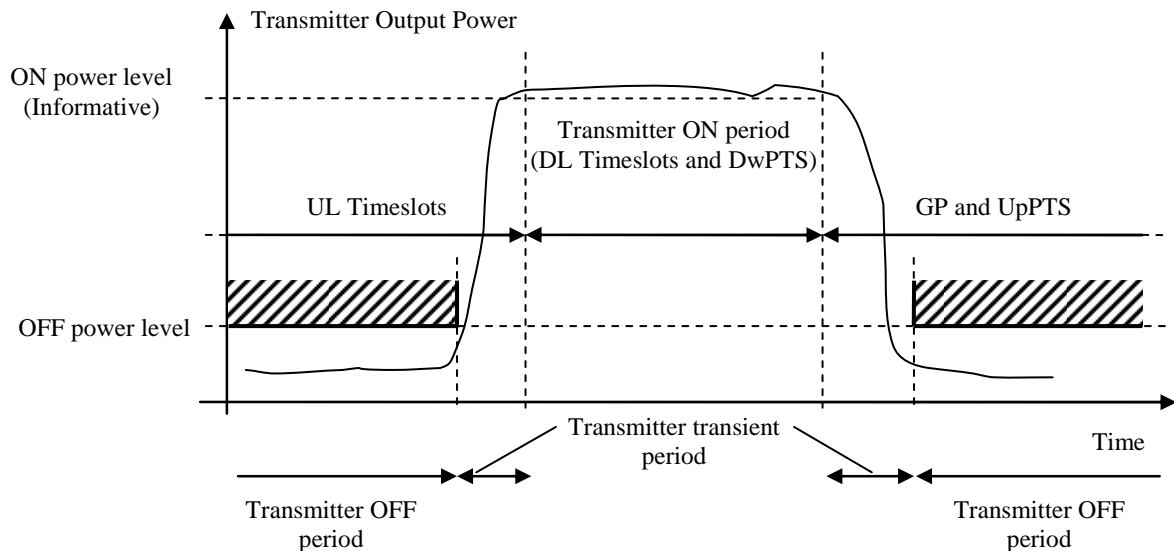 Transmitter Output Power
ON power level
(Informative)
Transmitter ON period
(DL Timeslots and DwPTS)
UL Timeslots
GP and UpPTS
OFF power level
Transmitter transient
period
Time
Transmitter OFF
period
Transmitter OFF
period